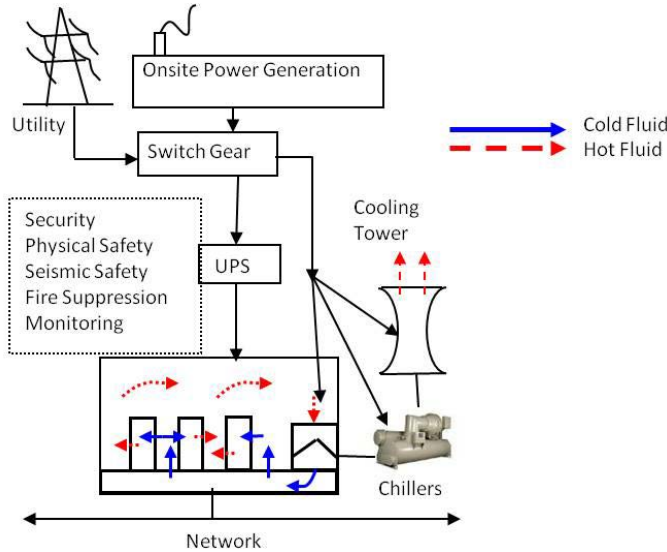 Onsite Power Generation
Utility
Switch Gear
Cold Fluid
Hot Fluid
Security
Physical Safety
Seismic Safety
Fire Suppression
Monitoring
UPS
Cooling
Tower
Chillers
Network